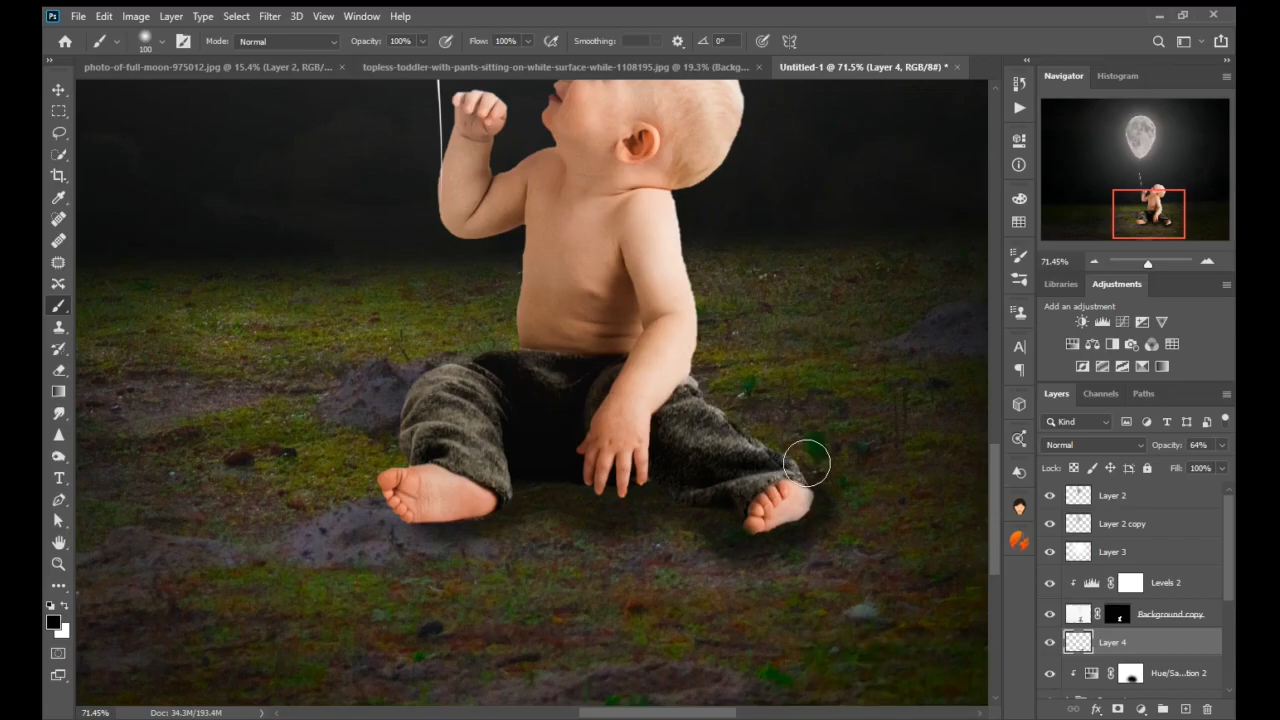 Ps File Edit Image Layer Type Select Filter 3D View Window Help
100 Mode: Normal Opacity: 100% Flow: 100% Smoothing: 0°
photo-of-full-moon-975012.jpg @ 15.4% (Layer 2, RGB/... × topless-toddler-with-pants-sitting-on-white-surface-while-1108195.jpg @ 19.3% (Backg... × Untitled-1 @ 71.5% (Layer 4, RGB/8#) * ×
Navigator Histogram
71.45%
Libraries Adjustments
Add an adjustment
Layers Channels Paths
Kind
Normal Opacity: 64%
Lock: Fill: 100%
Layer 2
Layer 2 copy
Layer 3
Levels 2
Background copy
Layer 4
Hue/Sa...tion 2
71.45% Doc: 34.3M/193.4M